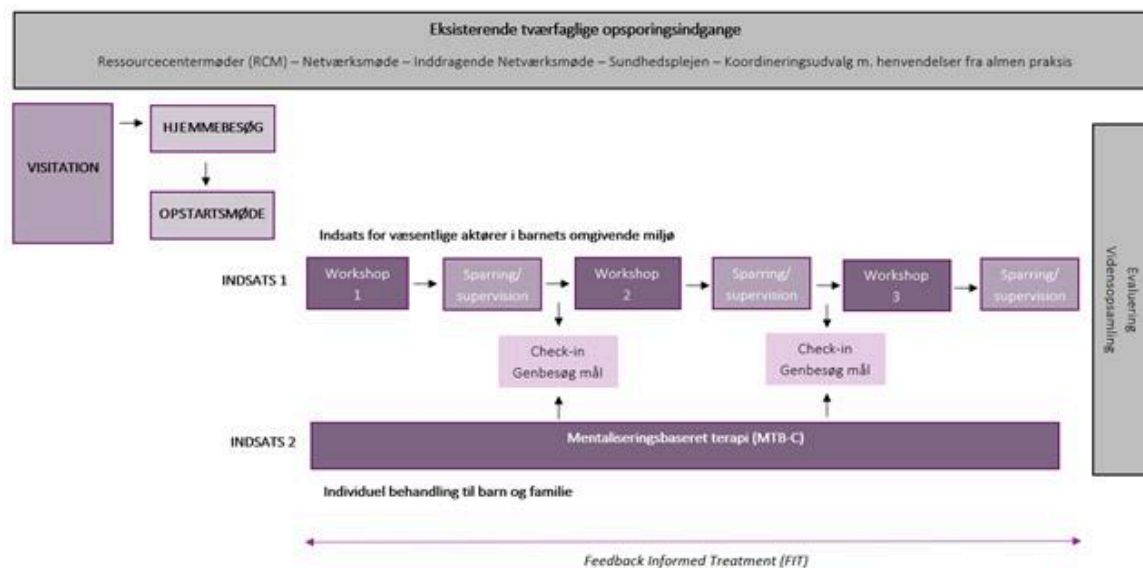 Eksisterende tværfaglige opsporingsindgange
Ressourcecentermøder (RCM) – Netværksmøde – Inddragende Netværksmøde – Sundhedsplejen – Koordineringsudvalg m. henvendelser fra almen praksis
VISITATION
HJEMMEBESØG
OPSTARTSMØDE
Indsats for væsentlige aktører i barnets omgivende miljø
INDSATS 1
Workshop
1
Sparring/
supervision
Workshop
2
Sparring/
supervision
Workshop
3
Sparring/
supervision
Check-in
Genbesøg mål
Check-in
Genbesøg mål
INDSATS 2
Mentaliseringsbaseret terapi (MTB-C)
Individuel behandling til barn og familie
Feedback Informed Treatment (FIT)
Evaluering
Vidensopsamling